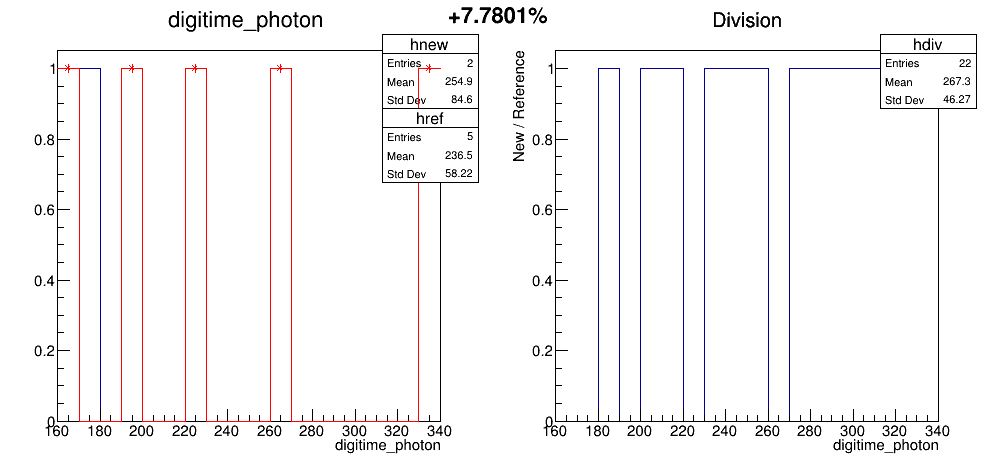 +7.7801%
digitime_photon
hnew
Entries 2
Mean 254.9
Std Dev 84.6
href
Entries 5
Mean 236.5
Std Dev 58.22
1
0.8
0.6
0.4
0.2
0
160 180 200 220 240 260 280 300 320 340
digitime_photon
Division
hdiv
Entries 22
Mean 267.3
Std Dev 46.27
New / Reference
1
0.8
0.6
0.4
0.2
0
160 180 200 220 240 260 280 300 320 340
digitime_photon